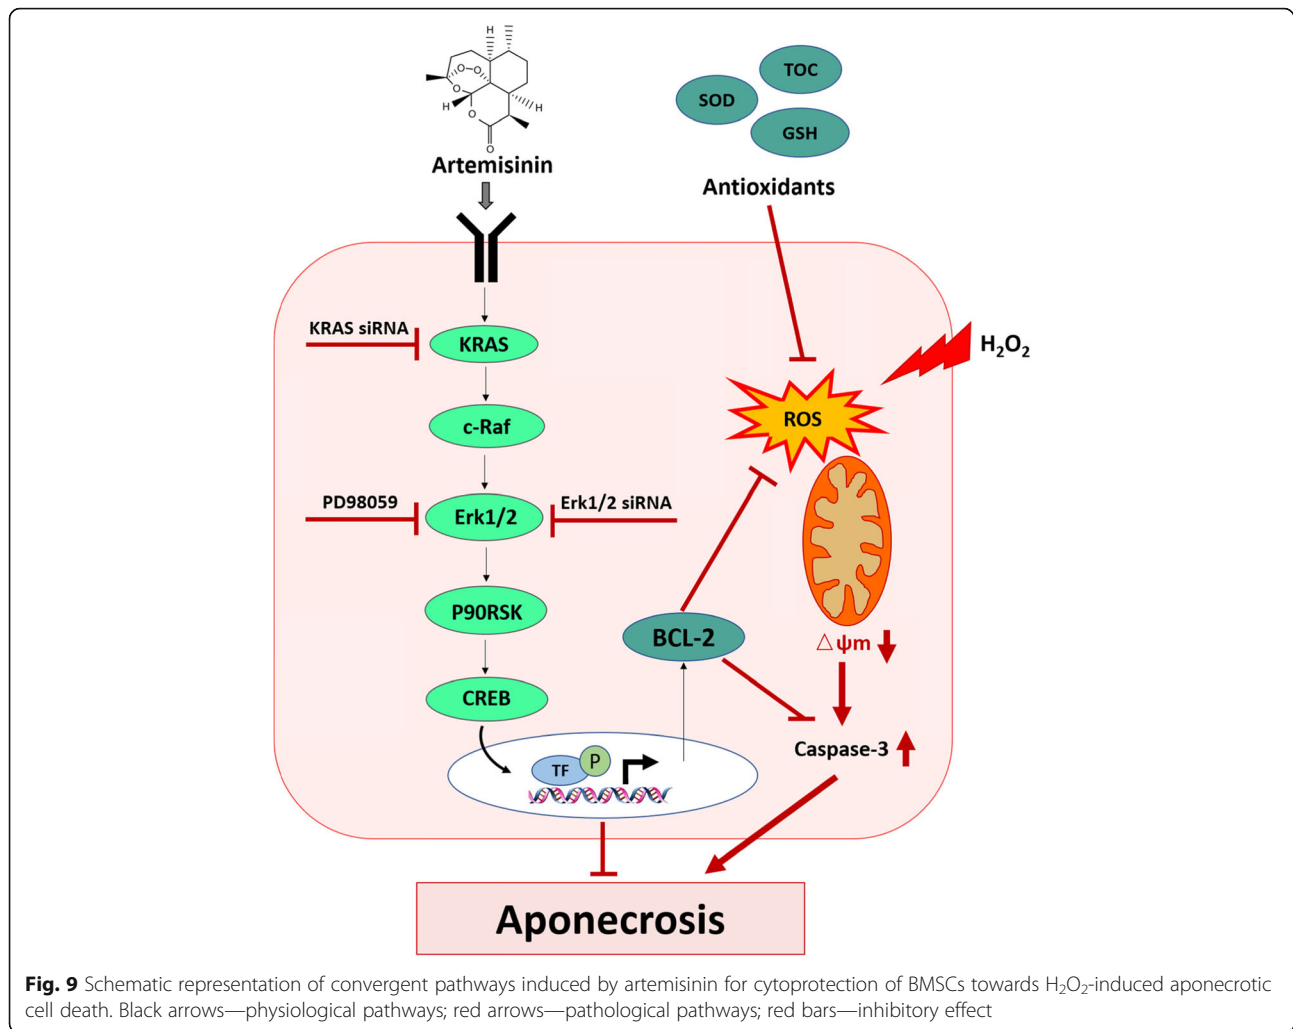 H
H
O
O
O
H
O
O
Artemisinin
TOC
SOD
GSH
Antioxidants
KRAS siRNA
KRAS
H₂O₂
ROS
c-Raf
PD98059
Erk1/2
Erk1/2 siRNA
P90RSK
BCL-2
△ψm
CREB
Caspase-3
TF
P
Aponecrosis
Fig. 9 Schematic representation of convergent pathways induced by artemisinin for cytoprotection of BMSCs towards H₂O₂-induced aponecrotic
cell death. Black arrows—physiological pathways; red arrows—pathological pathways; red bars—inhibitory effect